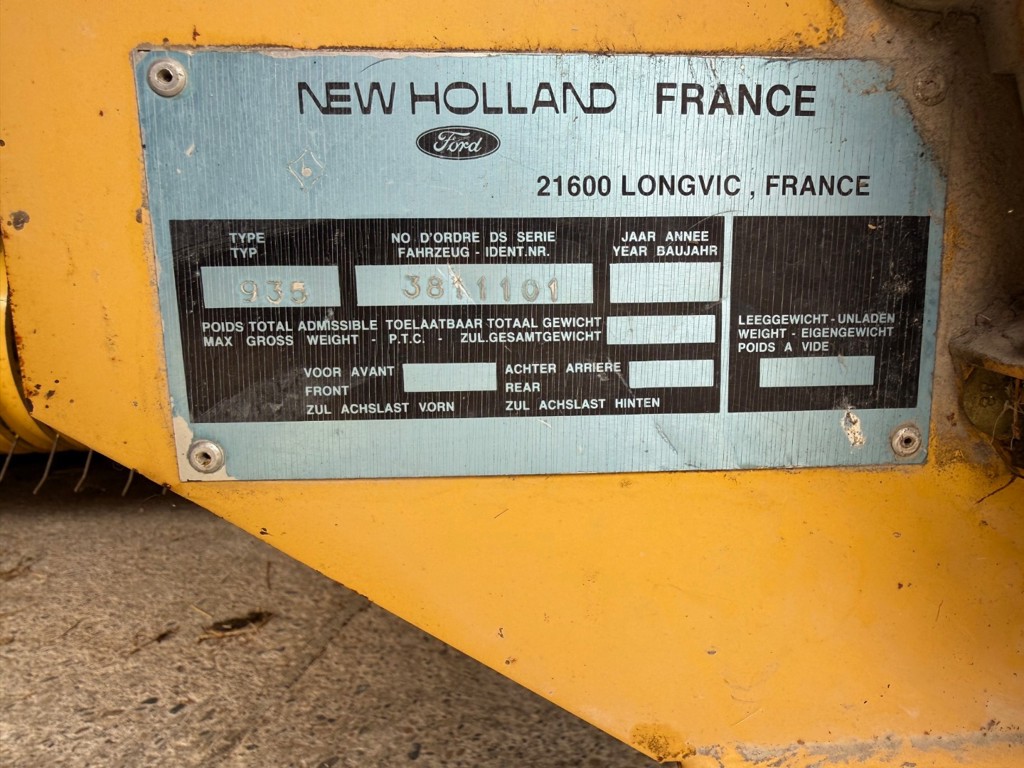 NEW HOLLAND FRANCE
Ford
21600 LONGVIC , FRANCE
TYPE
TYP
935
NO D'ORDRE DS SERIE
FAHRZEUG - IDENT.NR.
3811101
JAAR ANNEE
YEAR BAUJAHR
POIDS TOTAL ADMISSIBLE TOELAATBAAR TOTAAL GEWICHT
MAX GROSS WEIGHT - P.T.C. - ZUL.GESAMTGEWICHT
VOOR AVANT
FRONT
ZUL ACHSLAST VORN
ACHTER ARRIERE
REAR
ZUL ACHSLAST HINTEN
LEEGGEWICHT - UNLADEN
WEIGHT - EIGENGEWICHT
POIDS A VIDE